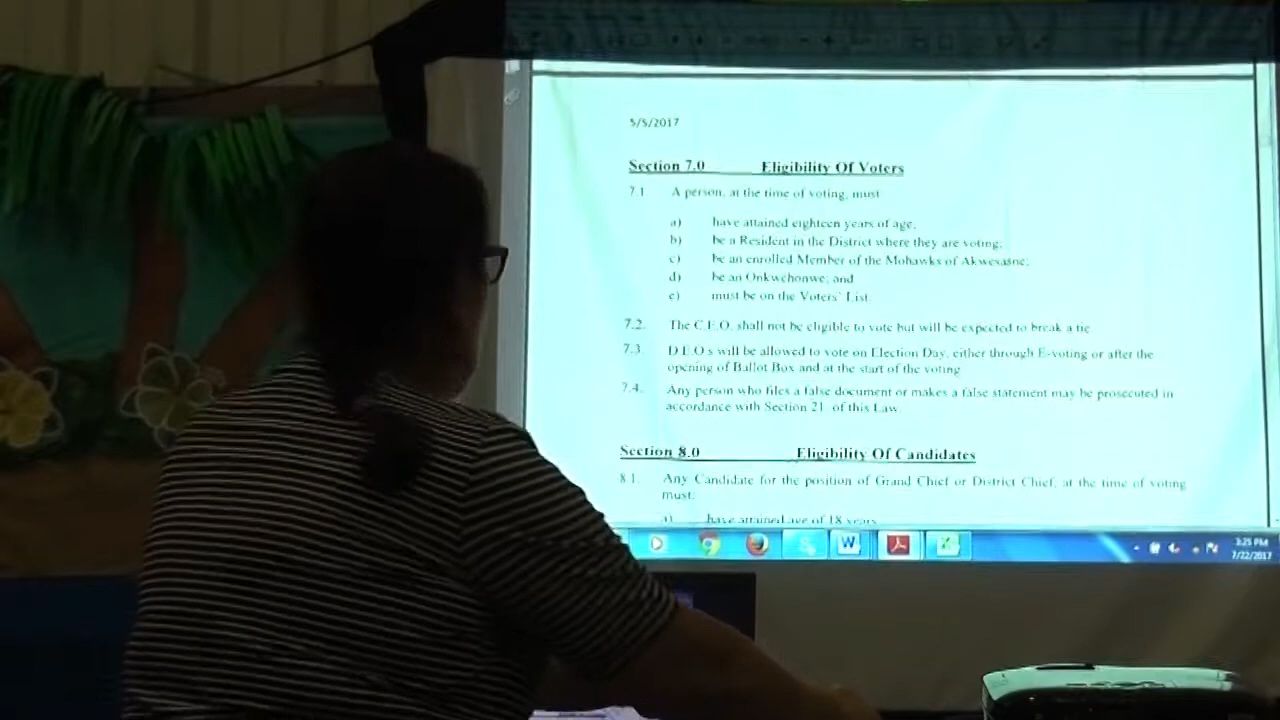 5/5/2017
Section 7.0 Eligibility Of Voters
7.1 A person, at the time of voting, must
a) have attained eighteen years of age;
b) be a Resident in the District where they are voting;
c) be an enrolled Member of the Mohawks of Akwesasne;
d) be an Onkwehonwe; and
e) must be on the Voters' List.
7.2. The C.E.O. shall not be eligible to vote but will be expected to break a tie
7.3. D.E.O.s will be allowed to vote on Election Day, either through E-voting or after the
opening of Ballot Box and at the start of the voting.
7.4. Any person who files a false document or makes a false statement may be prosecuted in
accordance with Section 21 of this Law.
Section 8.0 Eligibility Of Candidates
8.1. Any Candidate for the position of Grand Chief or District Chief, at the time of voting
must:
a) have attained age of 18 years
3:25 PM
7/22/2017